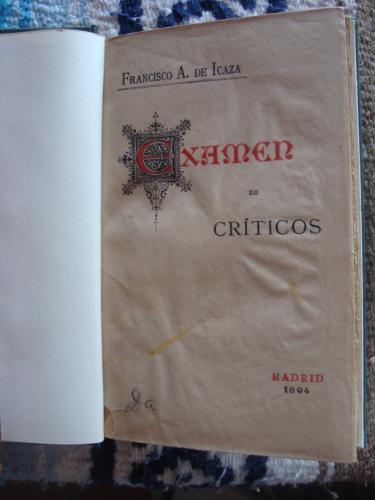 Francisco A. de Icaza
Examen
de
CRÍTICOS
MADRID
1894